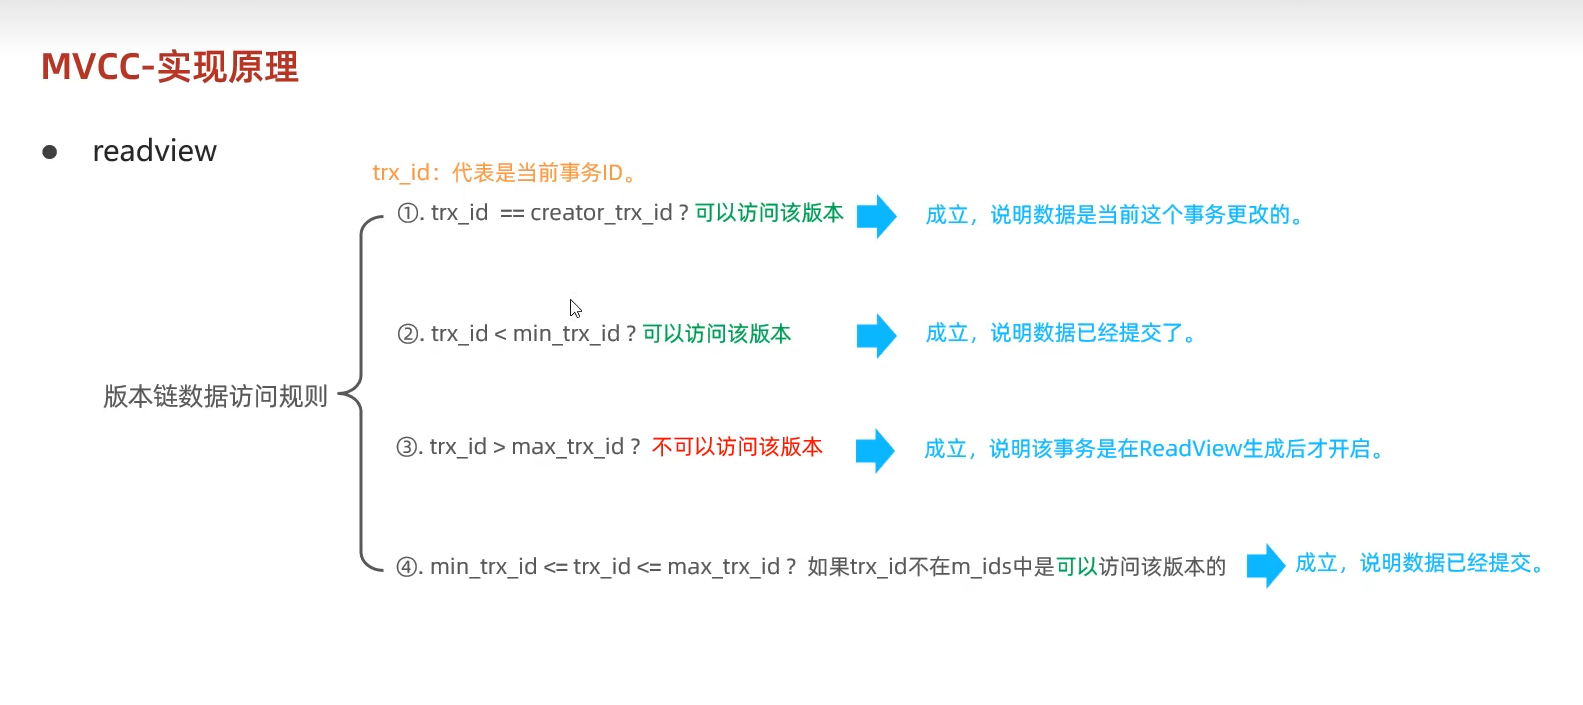 MVCC-实现原理
● readview
trx_id：代表是当前事务ID。
①. trx_id == creator_trx_id ? 可以访问该版本
成立，说明数据是当前这个事务更改的。
②. trx_id < min_trx_id ? 可以访问该版本
成立，说明数据已经提交了。
版本链数据访问规则
③. trx_id > max_trx_id ? 不可以访问该版本
成立，说明该事务是在ReadView生成后才开启。
④. min_trx_id <= trx_id <= max_trx_id ? 如果trx_id不在m_ids中是可以访问该版本的
成立，说明数据已经提交。